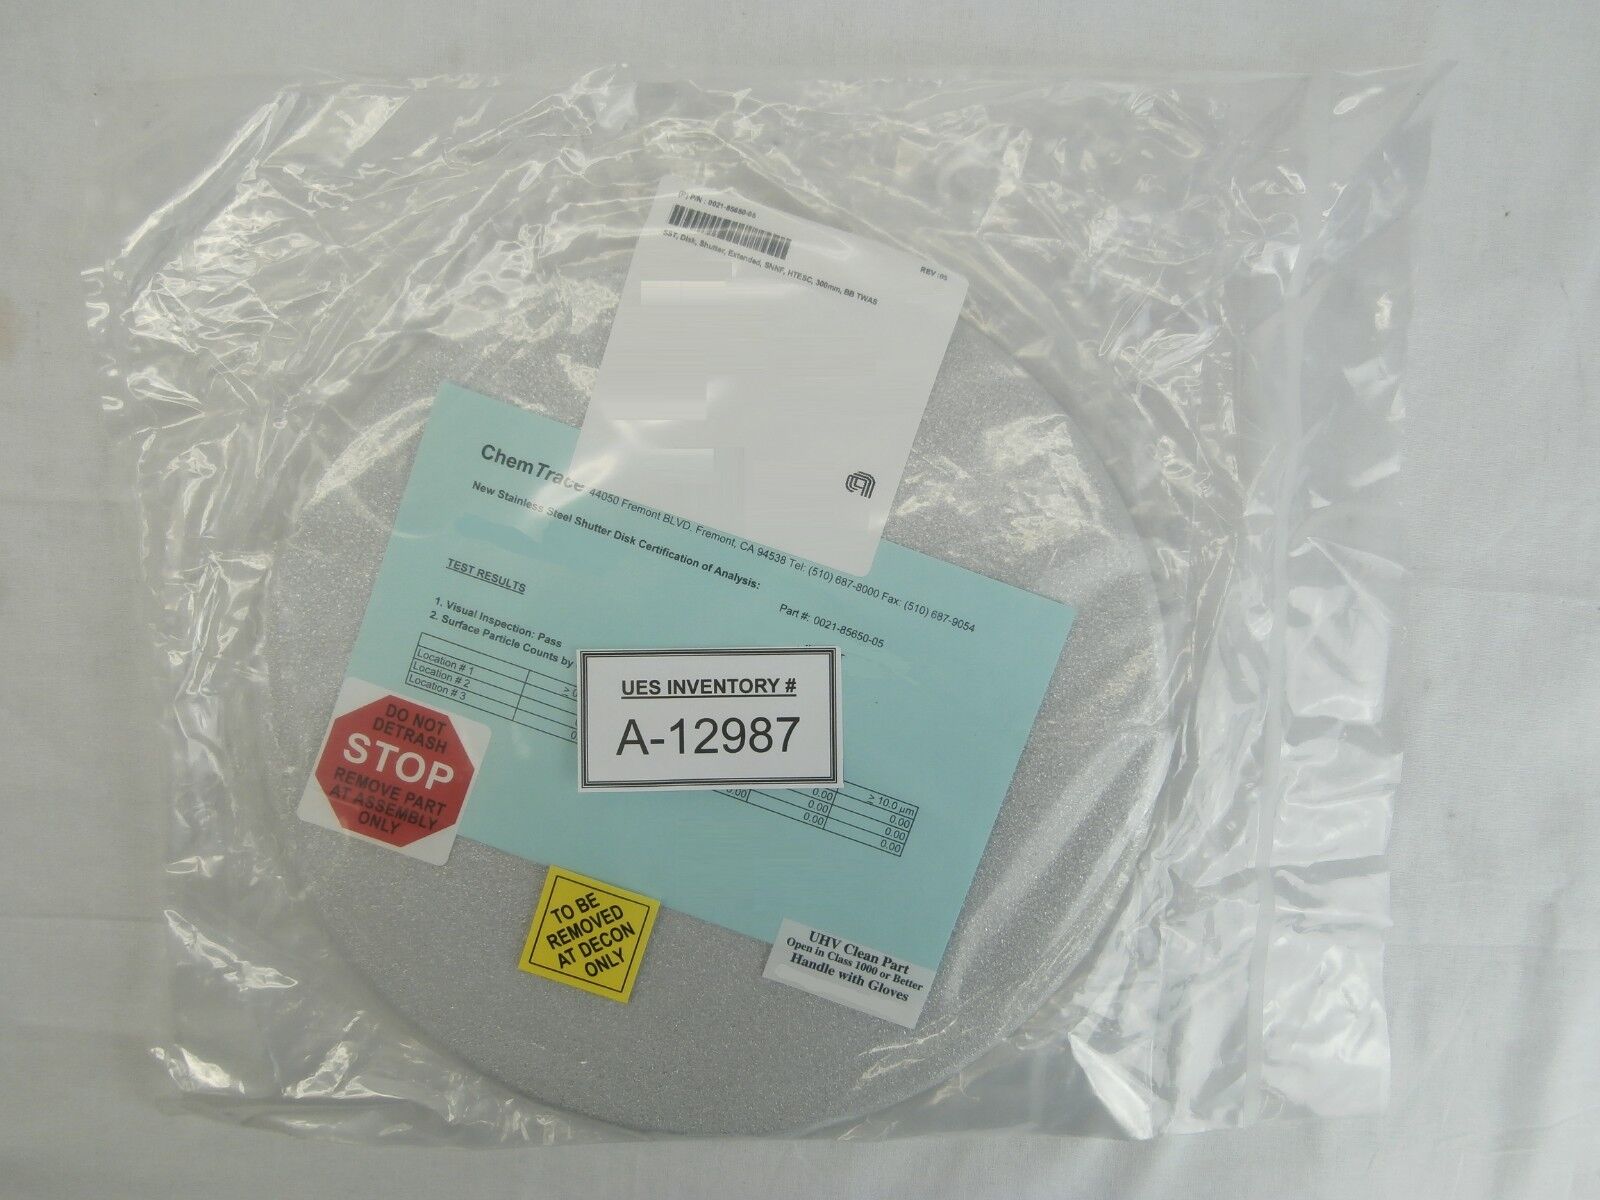 (P) P/N : 0021-85650-05
REV :05
SST, Disk, Shutter, Extended, SNNF, HTESC, 300mm, BB TWAS
ChemTrace 44050 Fremont BLVD. Fremont, CA 94538 Tel: (510) 687-8000 Fax: (510) 687-9054
New Stainless Steel Shutter Disk Certification of Analysis:
Part #: 0021-85650-05
TEST RESULTS
1. Visual Inspection: Pass
2. Surface Particle Counts by
≥ 10.0 µm
Location # 1
0.00 0.00
Location # 2
0.00 0.00
Location # 3
0.00 0.00
UES INVENTORY #
A-12987
DO NOT
DETRASH
STOP
REMOVE PART
AT ASSEMBLY
ONLY
TO BE
REMOVED
AT DECON
ONLY
UHV Clean Part
Open in Class 1000 or Better
Handle with Gloves